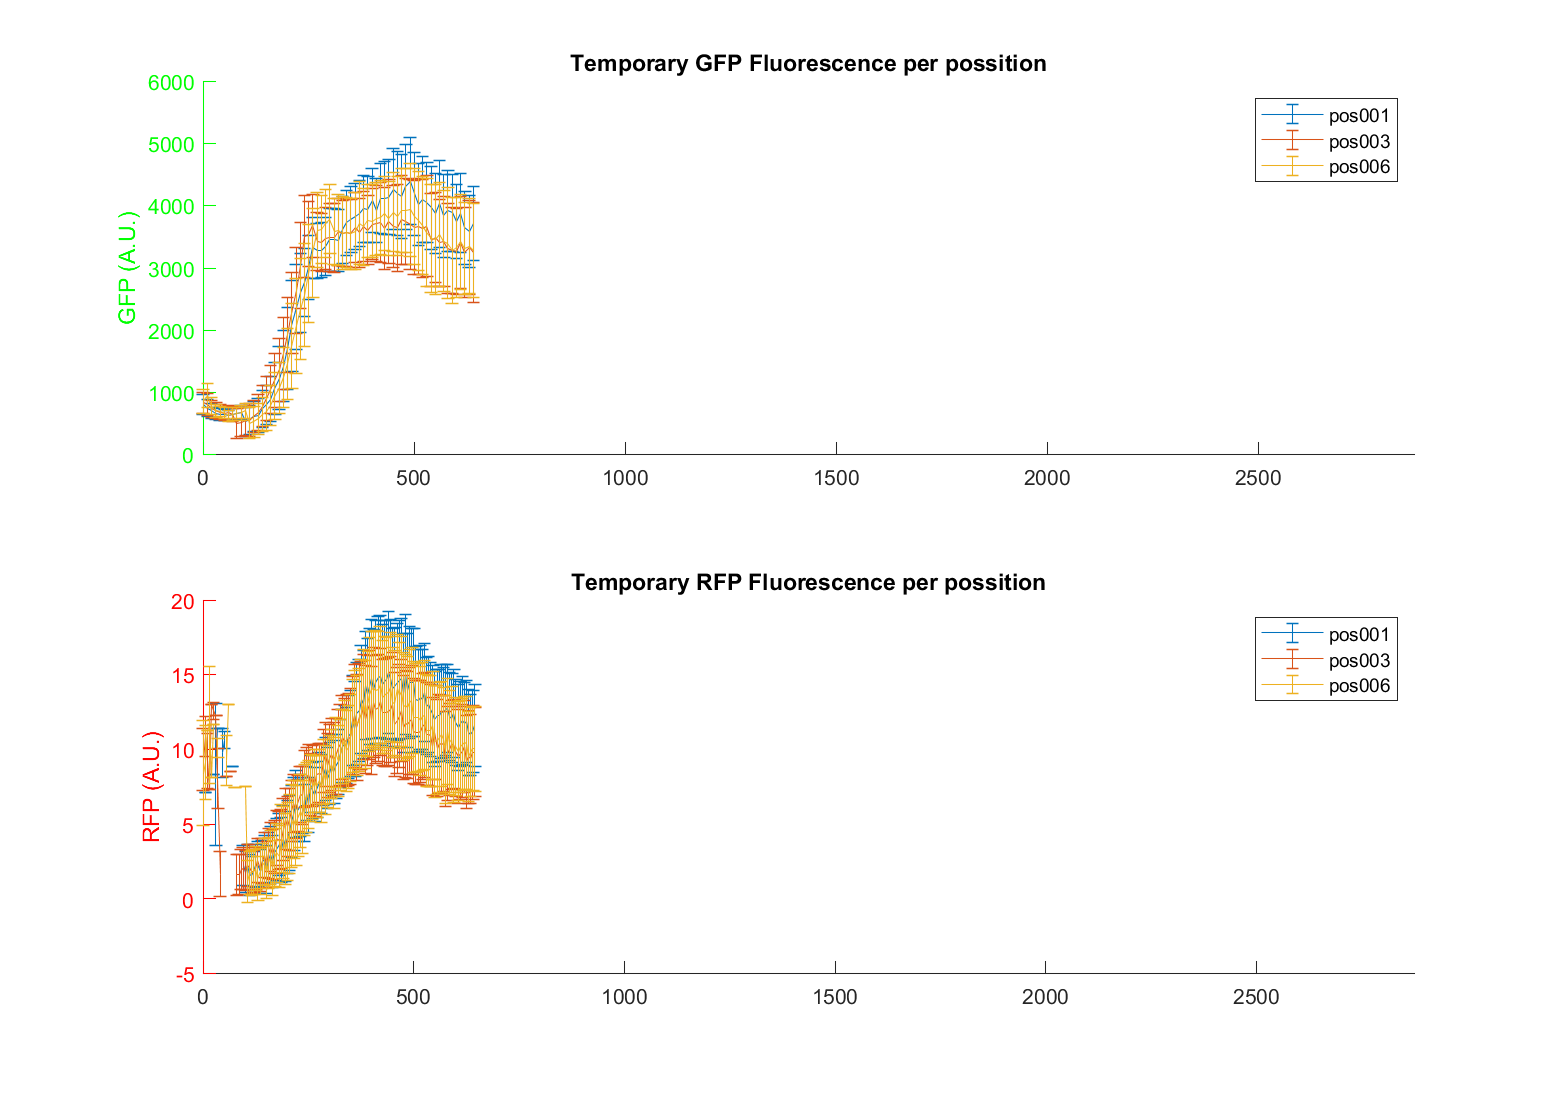 Temporary GFP Fluorescence per possition
6000
5000
4000
3000
2000
1000
0
GFP (A.U.)
pos001
pos003
pos006
0 500 1000 1500 2000 2500
Temporary RFP Fluorescence per possition
20
15
10
5
0
-5
RFP (A.U.)
pos001
pos003
pos006
0 500 1000 1500 2000 2500